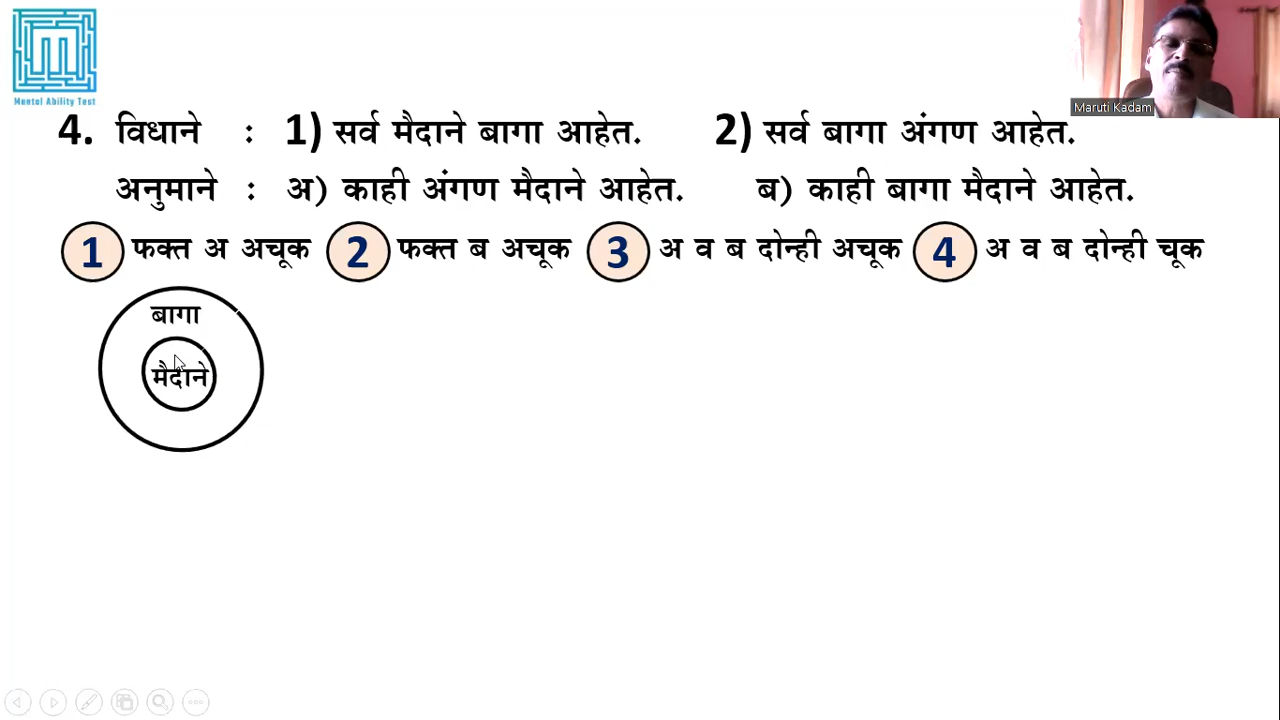 Mental Ability Test
Maruti Kadam
4. विधाने : 1) सर्व मैदाने बागा आहेत. 2) सर्व बागा अंगण आहेत.
अनुमाने : अ) काही अंगण मैदाने आहेत. ब) काही बागा मैदाने आहेत.
1 फक्त अ अचूक 2 फक्त ब अचूक 3 अ व ब दोन्ही अचूक 4 अ व ब दोन्ही चूक
बागा
मैदाने